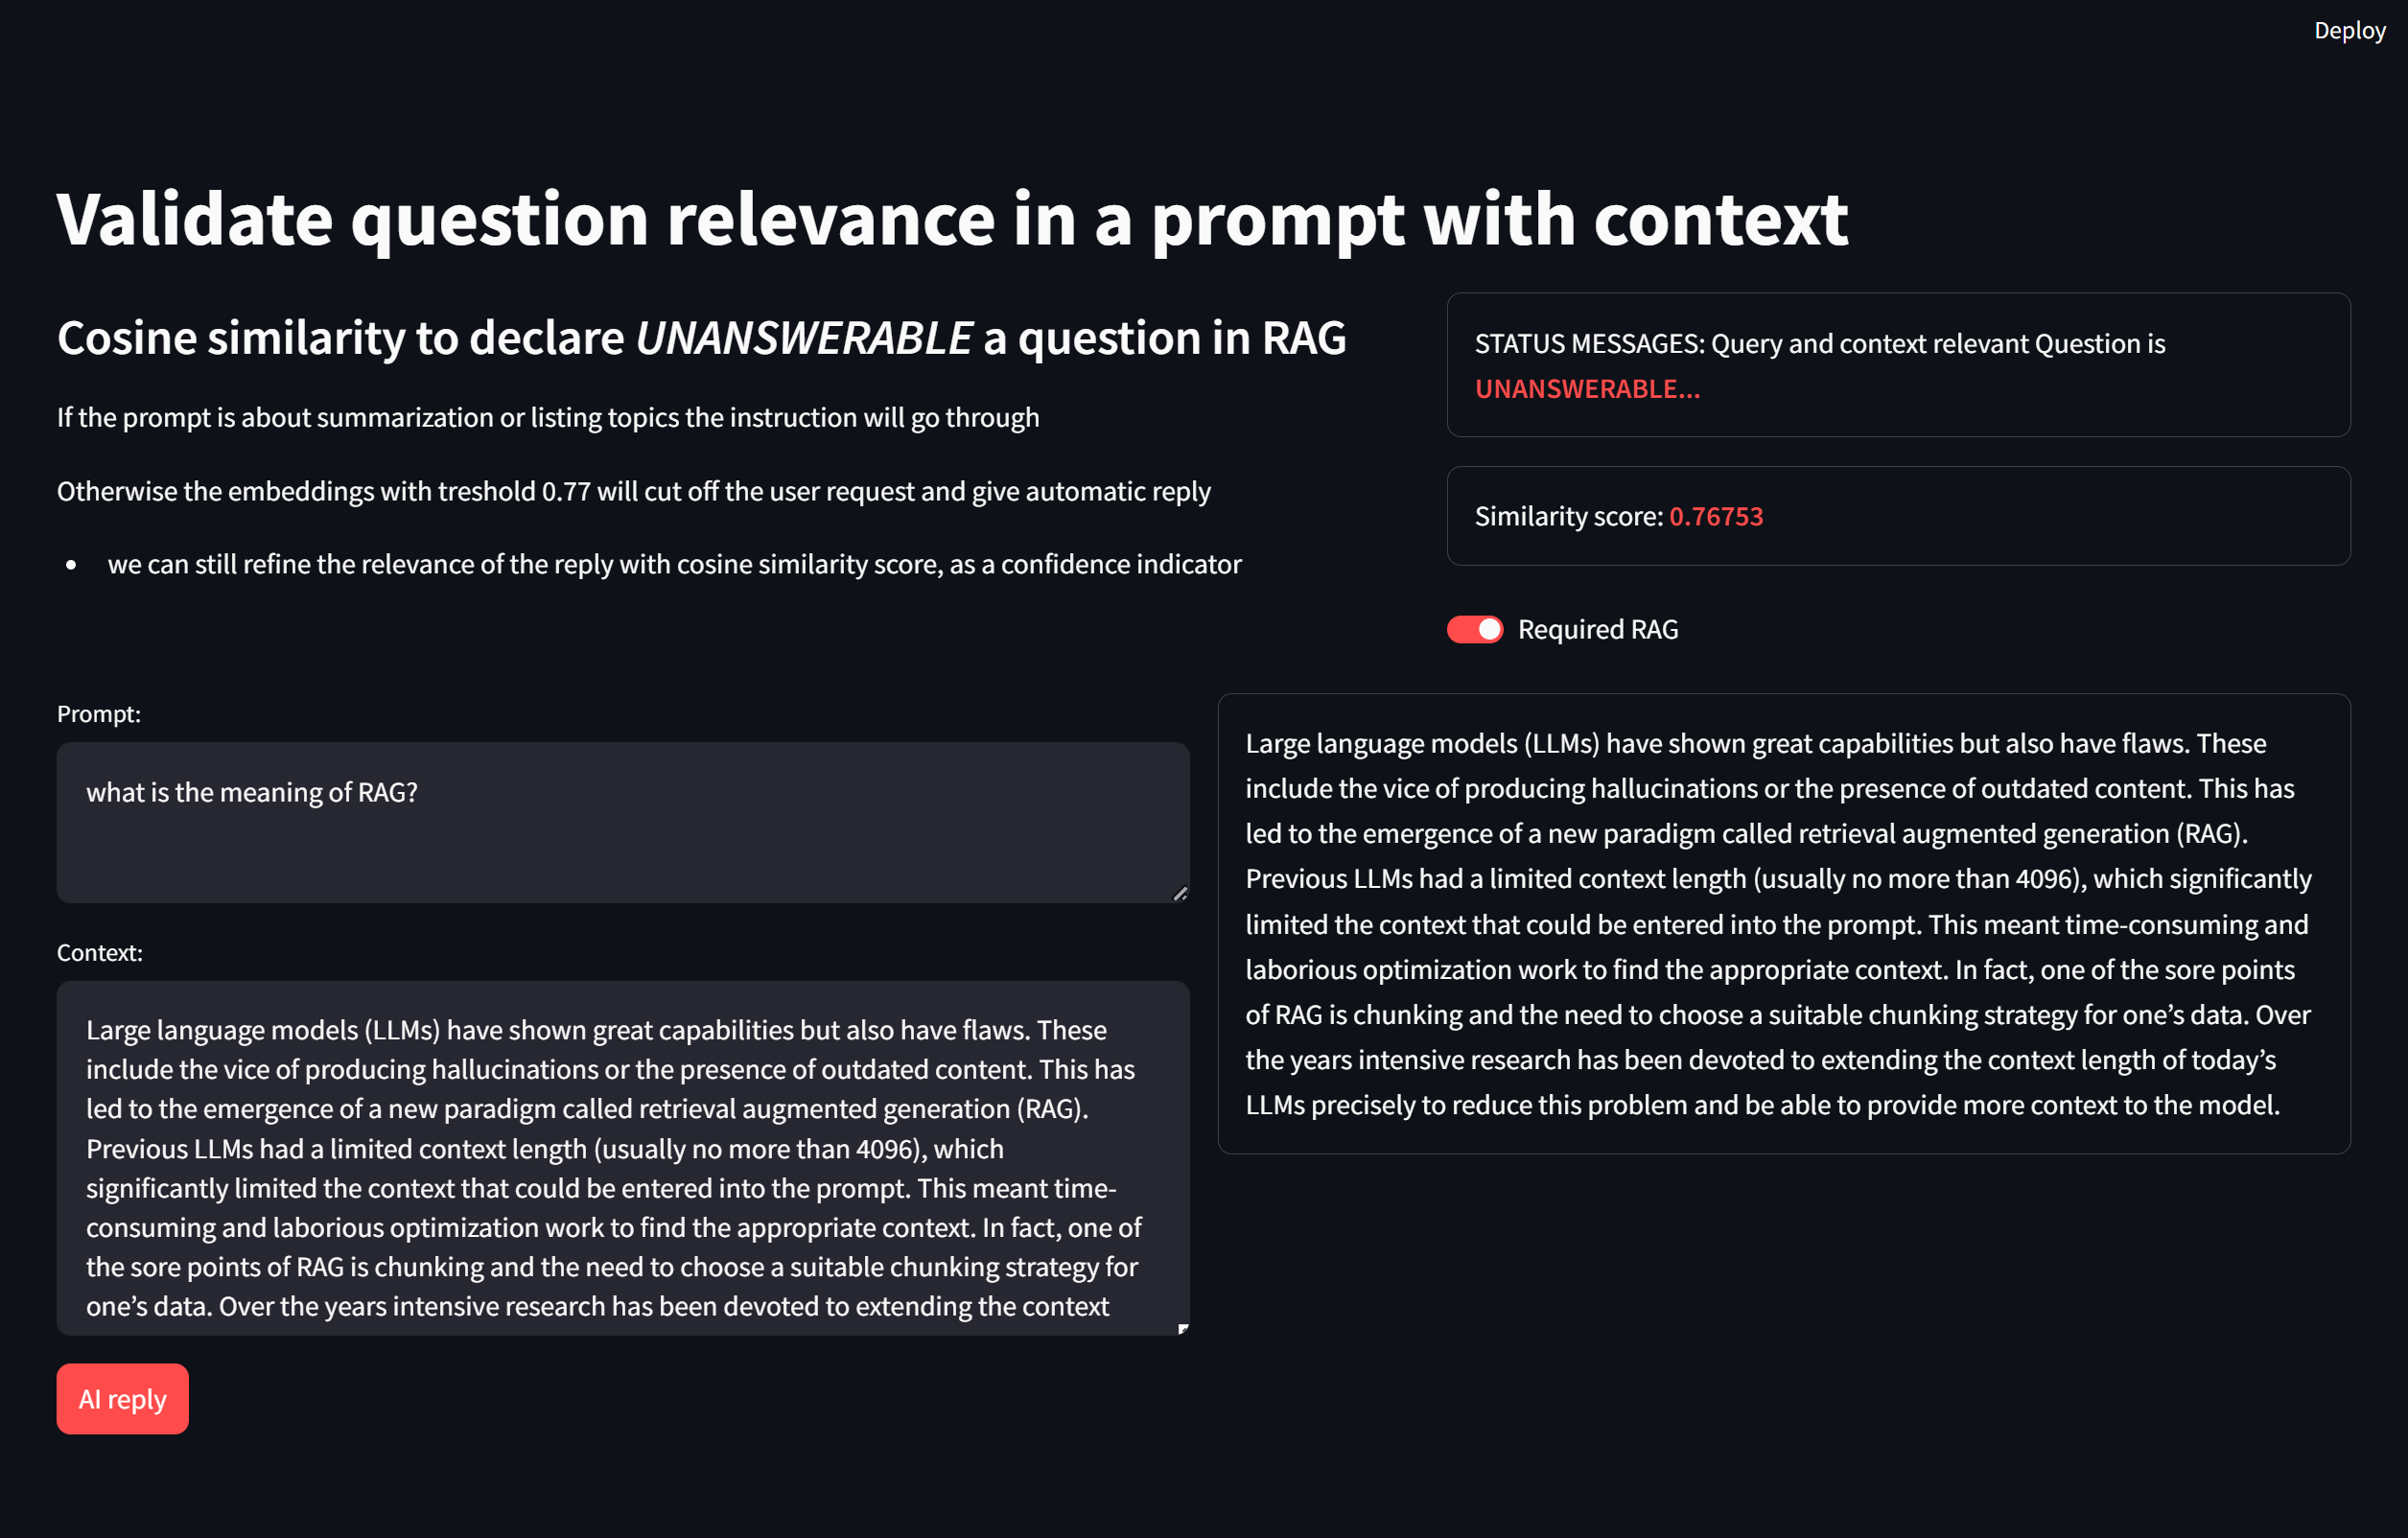 Deploy
Validate question relevance in a prompt with context
Cosine similarity to declare UNANSWERABLE a question in RAG
If the prompt is about summarization or listing topics the instruction will go through
Otherwise the embeddings with treshold 0.77 will cut off the user request and give automatic reply
• we can still refine the relevance of the reply with cosine similarity score, as a confidence indicator
STATUS MESSAGES: Query and context relevant Question is
UNANSWERABLE...
Similarity score: 0.76753
Required RAG
Prompt:
what is the meaning of RAG?
Context:
Large language models (LLMs) have shown great capabilities but also have flaws. These
include the vice of producing hallucinations or the presence of outdated content. This has
led to the emergence of a new paradigm called retrieval augmented generation (RAG).
Previous LLMs had a limited context length (usually no more than 4096), which
significantly limited the context that could be entered into the prompt. This meant time-
consuming and laborious optimization work to find the appropriate context. In fact, one of
the sore points of RAG is chunking and the need to choose a suitable chunking strategy for
one’s data. Over the years intensive research has been devoted to extending the context
AI reply
Large language models (LLMs) have shown great capabilities but also have flaws. These
include the vice of producing hallucinations or the presence of outdated content. This has
led to the emergence of a new paradigm called retrieval augmented generation (RAG).
Previous LLMs had a limited context length (usually no more than 4096), which significantly
limited the context that could be entered into the prompt. This meant time-consuming and
laborious optimization work to find the appropriate context. In fact, one of the sore points
of RAG is chunking and the need to choose a suitable chunking strategy for one’s data. Over
the years intensive research has been devoted to extending the context length of today’s
LLMs precisely to reduce this problem and be able to provide more context to the model.